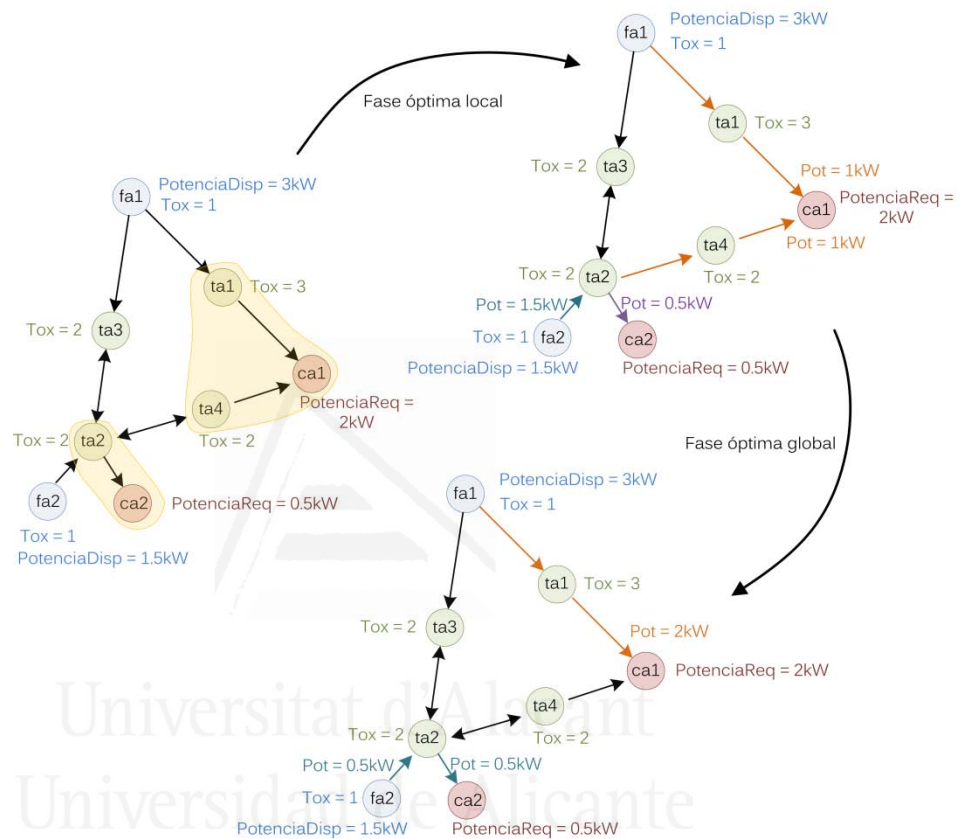 PotenciaDisp = 3kW
fa1
Tox = 1
Fase óptima local
ta1
Tox = 3
Tox = 2
ta3
Pot = 1kW
ca1
PotenciaReq =
2kW
ta4
Pot = 1kW
Tox = 2
ta2
Tox = 2
Pot = 1.5kW
Pot = 0.5kW
Tox = 1
fa2
ca2
PotenciaDisp = 1.5kW
PotenciaReq = 0.5kW
PotenciaDisp = 3kW
fa1
Tox = 1
ta1
Tox = 3
Tox = 2
ta3
ca1
PotenciaReq =
2kW
ta4
Tox = 2
Tox = 2
ta2
fa2
ca2
PotenciaReq = 0.5kW
Tox = 1
PotenciaDisp = 1.5kW
Fase óptima global
fa1
PotenciaDisp = 3kW
Tox = 1
ta1
Tox = 3
Tox = 2
ta3
Pot = 2kW
ca1
PotenciaReq = 2kW
ta4
Tox = 2
Tox = 2
ta2
Pot = 0.5kW
Pot = 0.5kW
Tox = 1
fa2
ca2
PotenciaDisp = 1.5kW
PotenciaReq = 0.5kW
Universitat d'Alacant
Universidad de Alicante